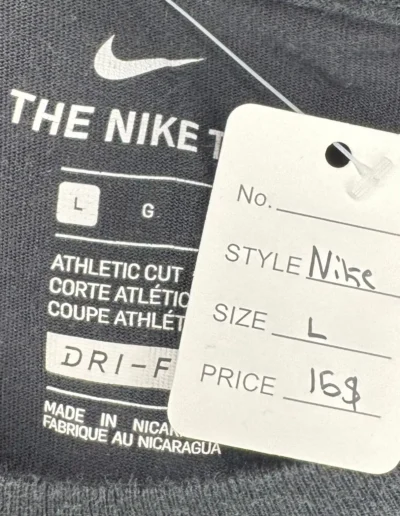 THE NIKE T
L G
ATHLETIC CUT
CORTE ATLÉTIC
COUPE ATHLÉT
DRI-F
MADE IN NICAR
FABRIQUE AU NICARAGUA
No.
STYLE Nike
SIZE L
PRICE 16$